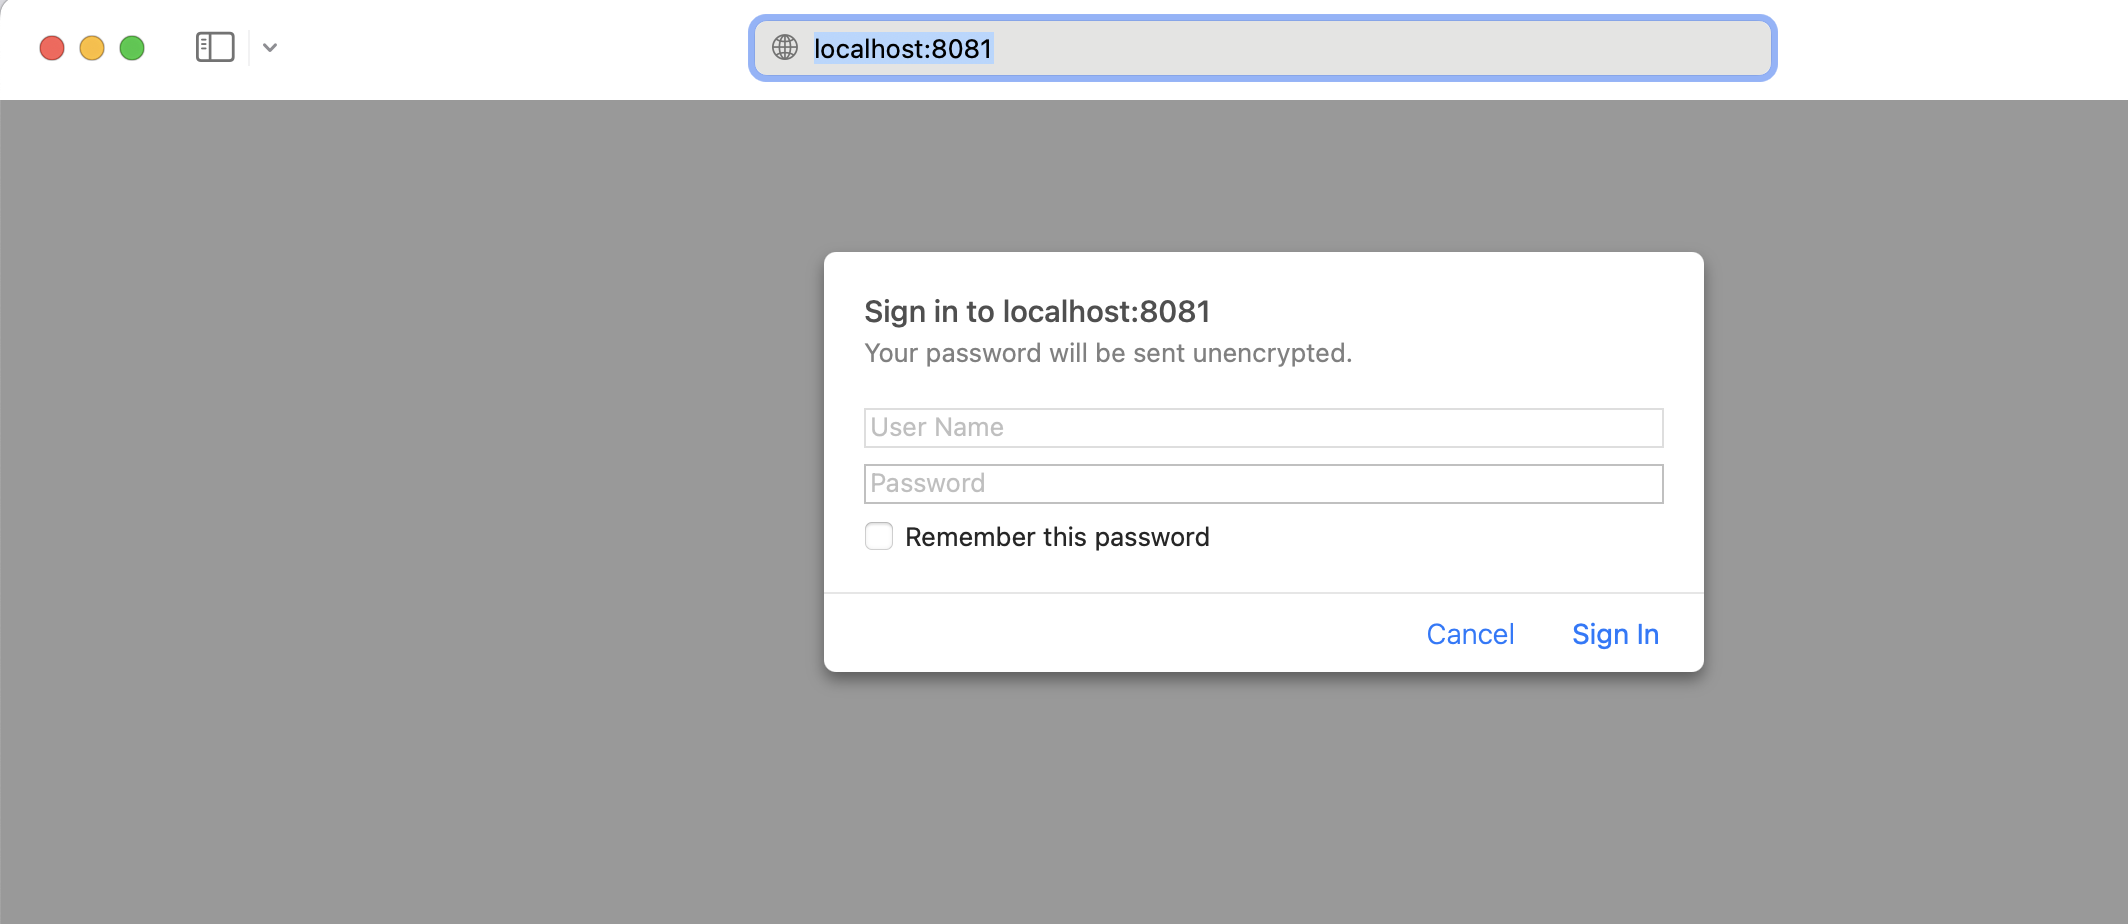 localhost:8081
Sign in to localhost:8081
Your password will be sent unencrypted.
User Name
Password
Remember this password
Cancel Sign In